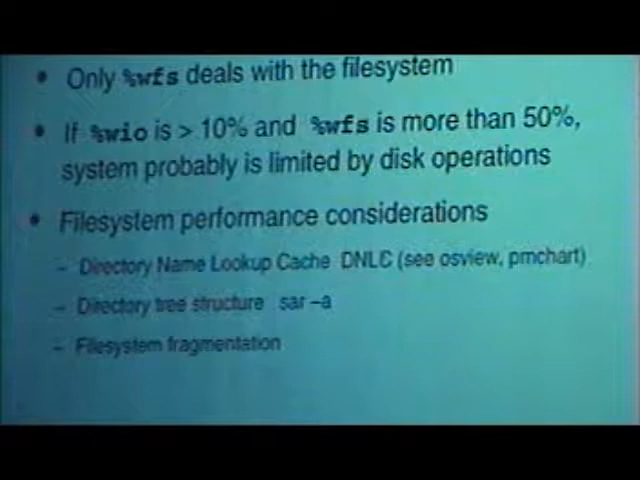 • Only %wfs deals with the filesystem
• If %wio is > 10% and %wfs is more than 50%,
system probably is limited by disk operations
• Filesystem performance considerations
– Directory Name Lookup Cache DNLC (see osview, pmchart)
– Directory tree structure sar –a
– Filesystem fragmentation